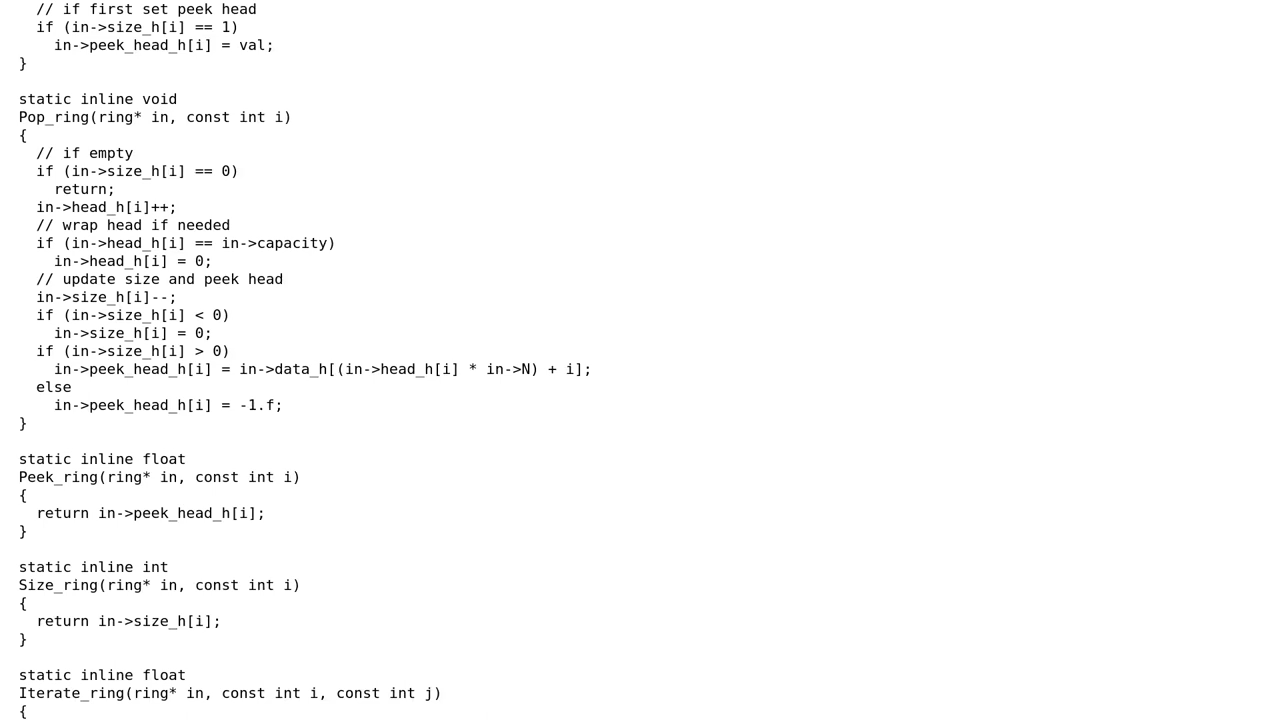 // if first set peek head
  if (in->size_h[i] == 1)
    in->peek_head_h[i] = val;
}

static inline void
Pop_ring(ring* in, const int i)
{
  // if empty
  if (in->size_h[i] == 0)
    return;
  in->head_h[i]++;
  // wrap head if needed
  if (in->head_h[i] == in->capacity)
    in->head_h[i] = 0;
  // update size and peek head
  in->size_h[i]--;
  if (in->size_h[i] < 0)
    in->size_h[i] = 0;
  if (in->size_h[i] > 0)
    in->peek_head_h[i] = in->data_h[(in->head_h[i] * in->N) + i];
  else
    in->peek_head_h[i] = -1.f;
}

static inline float
Peek_ring(ring* in, const int i)
{
  return in->peek_head_h[i];
}

static inline int
Size_ring(ring* in, const int i)
{
  return in->size_h[i];
}

static inline float
Iterate_ring(ring* in, const int i, const int j)
{